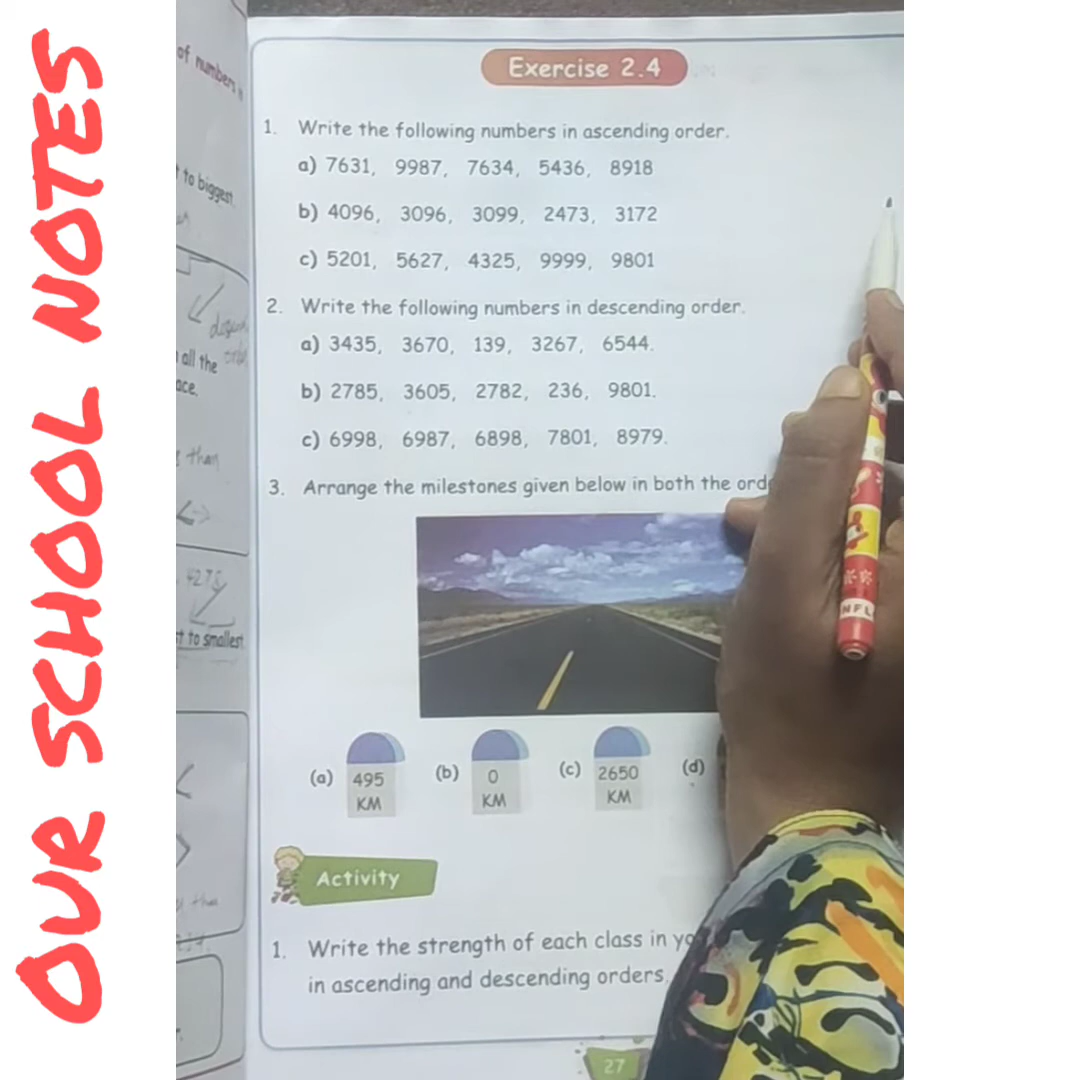 OUR SCHOOL NOTES
of numbers
to biggest.
all the
than
4275
to smallest
Exercise 2.4
1. Write the following numbers in ascending order.
a) 7631, 9987, 7634, 5436, 8918
b) 4096, 3096, 3099, 2473, 3172
c) 5201, 5627, 4325, 9999, 9801
2. Write the following numbers in descending order.
a) 3435, 3670, 139, 3267, 6544.
b) 2785, 3605, 2782, 236, 9801.
c) 6998, 6987, 6898, 7801, 8979.
3. Arrange the milestones given below in both the
(a) 495 KM (b) 0 KM (c) 2650 KM (d)
Activity
1. Write the strength of each class in
in ascending and descending orders.
27